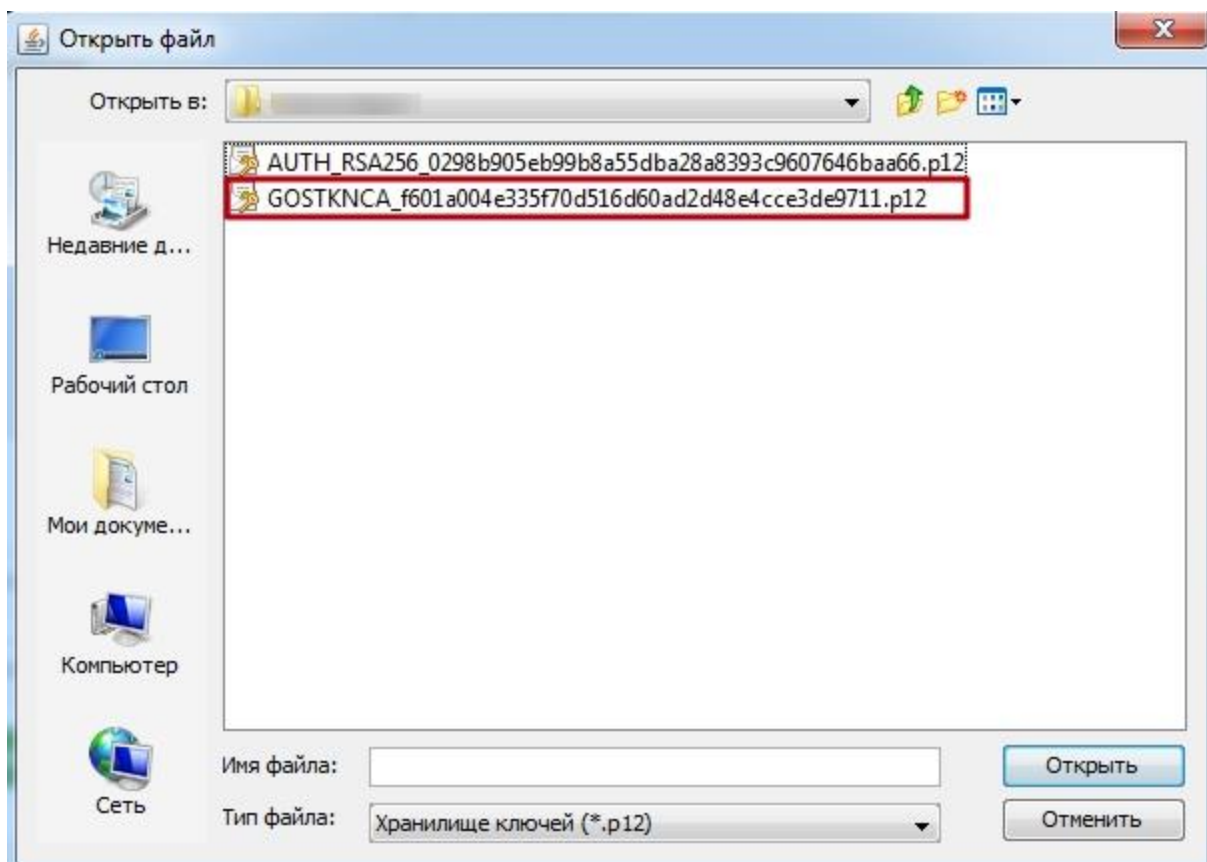 Открыть файл
Открыть в:
AUTH_RSA256_0298b905eb99b8a55dba28a8393c9607646baa66.p12
GOSTKNCA_f601a004e335f70d516d60ad2d48e4cce3de9711.p12
Недавние д...
Рабочий стол
Мои докуме...
Компьютер
Сеть
Имя файла:
Открыть
Тип файла:
Хранилище ключей (*.p12)
Отменить